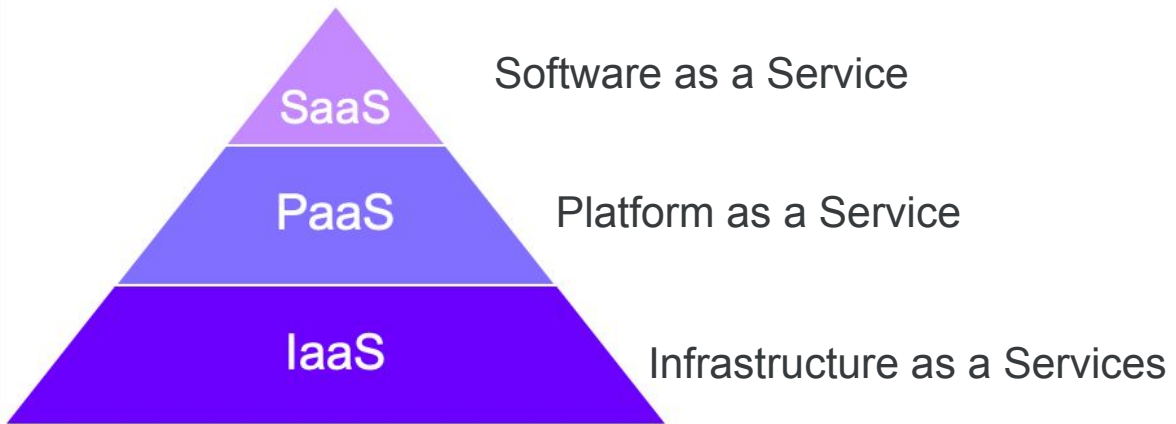 SaaS
Software as a Service
PaaS
Platform as a Service
IaaS
Infrastructure as a Services